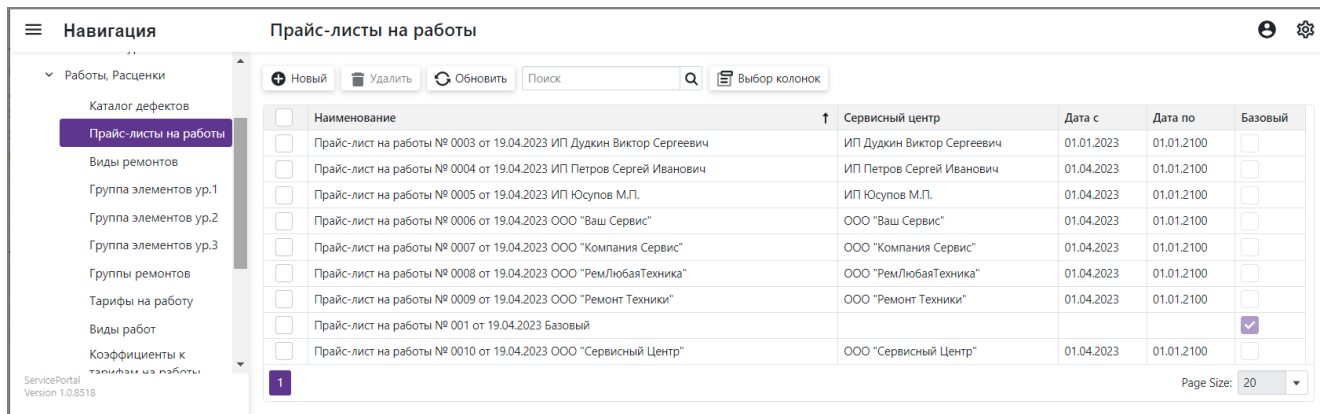 Навигация
Прайс-листы на работы
Работы, Расценки
Каталог дефектов
Прайс-листы на работы
Виды ремонтов
Группа элементов ур.1
Группа элементов ур.2
Группа элементов ур.3
Группы ремонтов
Тарифы на работу
Виды работ
Коэффициенты к
тарифам на работы
ServicePortal
Version 1.0.8518
Новый Удалить Обновить Поиск Выбор колонок
Наименование ↑ Сервисный центр Дата с Дата по Базовый
Прайс-лист на работы № 0003 от 19.04.2023 ИП Дудкин Виктор Сергеевич ИП Дудкин Виктор Сергеевич 01.01.2023 01.01.2100
Прайс-лист на работы № 0004 от 19.04.2023 ИП Петров Сергей Иванович ИП Петров Сергей Иванович 01.04.2023 01.01.2100
Прайс-лист на работы № 0005 от 19.04.2023 ИП Юсупов М.П. ИП Юсупов М.П. 01.04.2023 01.01.2100
Прайс-лист на работы № 0006 от 19.04.2023 ООО "Ваш Сервис" ООО "Ваш Сервис" 01.04.2023 01.01.2100
Прайс-лист на работы № 0007 от 19.04.2023 ООО "Компания Сервис" ООО "Компания Сервис" 01.04.2023 01.01.2100
Прайс-лист на работы № 0008 от 19.04.2023 ООО "РемЛюбаяТехника" ООО "РемЛюбаяТехника" 01.04.2023 01.01.2100
Прайс-лист на работы № 0009 от 19.04.2023 ООО "Ремонт Техники" ООО "Ремонт Техники" 01.04.2023 01.01.2100
Прайс-лист на работы № 001 от 19.04.2023 Базовый
Прайс-лист на работы № 0010 от 19.04.2023 ООО "Сервисный Центр" ООО "Сервисный Центр" 01.04.2023 01.01.2100
1 Page Size: 20